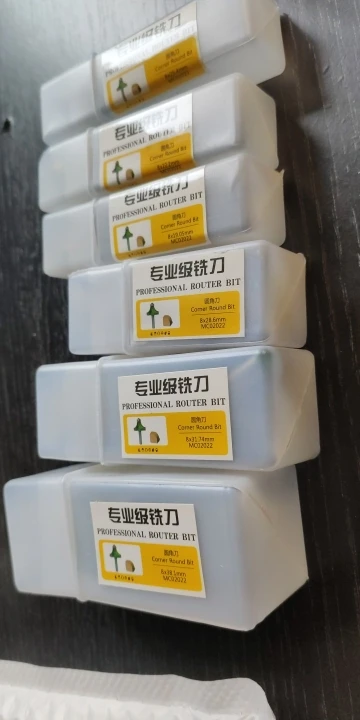 专业级铣刀
PROFESSIONAL ROUTER BIT
圆角刀
Corner Round Bit
专业级铣刀
PROFESSIONAL ROUTER BIT
圆角刀
Corner Round Bit
专业级铣刀
PROFESSIONAL ROUTER BIT
圆角刀
Corner Round Bit
MC02022
专业级铣刀
PROFESSIONAL ROUTER BIT
圆角刀
Corner Round Bit
8x28.6mm
MC02022
专业级铣刀
PROFESSIONAL ROUTER BIT
圆角刀
Corner Round Bit
8x31.74mm
MC02022
专业级铣刀
PROFESSIONAL ROUTER BIT
圆角刀
Corner Round Bit
8x38.1mm
MC02022